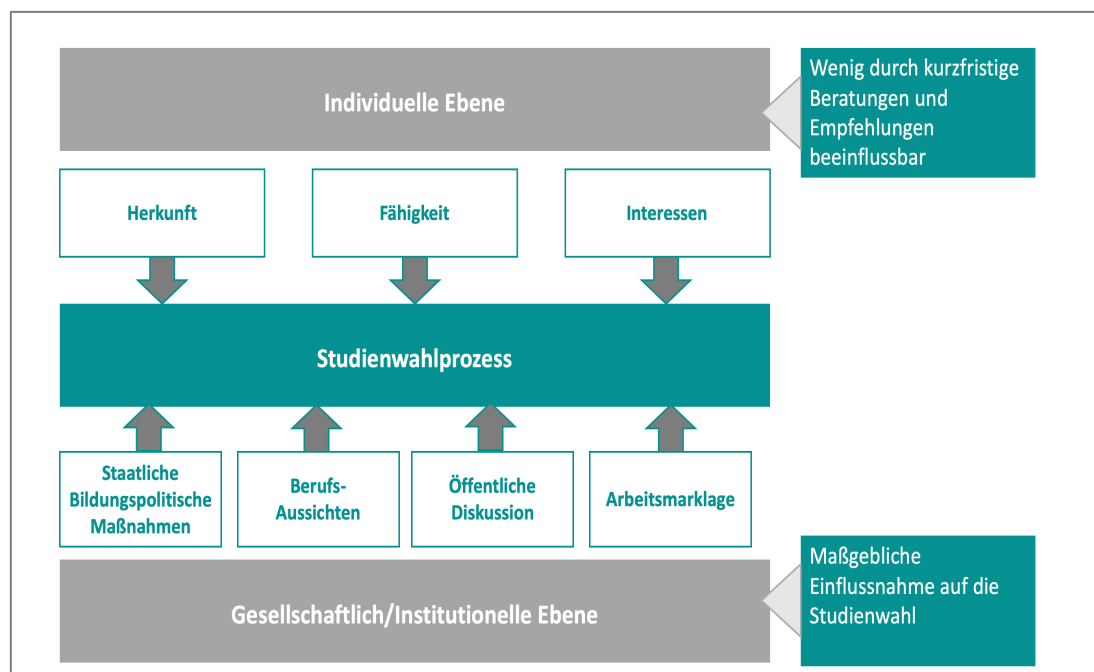 Individuelle Ebene
Wenig durch kurzfristige
Beratungen und
Empfehlungen
beeinflussbar
Herkunft
Fähigkeit
Interessen
Studienwahlprozess
Staatliche
Bildungspolitische
Maßnahmen
Berufs-
Aussichten
Öffentliche
Diskussion
Arbeitsmarklage
Gesellschaftlich/Institutionelle Ebene
Maßgebliche
Einflussnahme auf die
Studienwahl